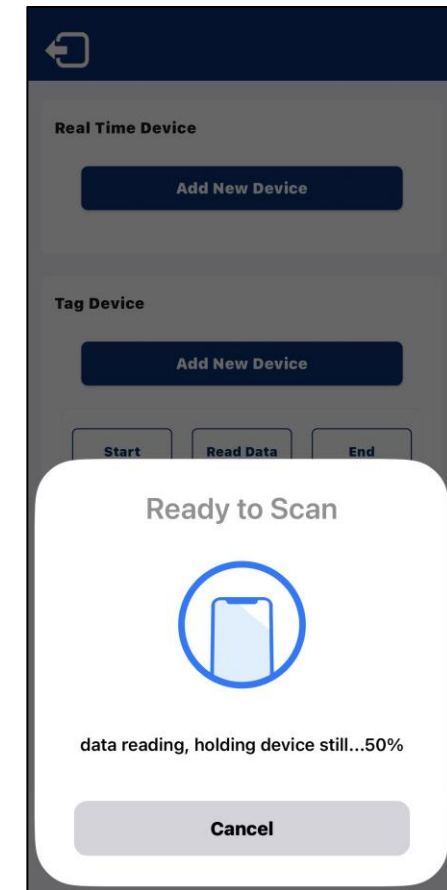 Real Time Device
Add New Device
Tag Device
Add New Device
Start Read Data End
Ready to Scan
data reading, holding device still...50%
Cancel